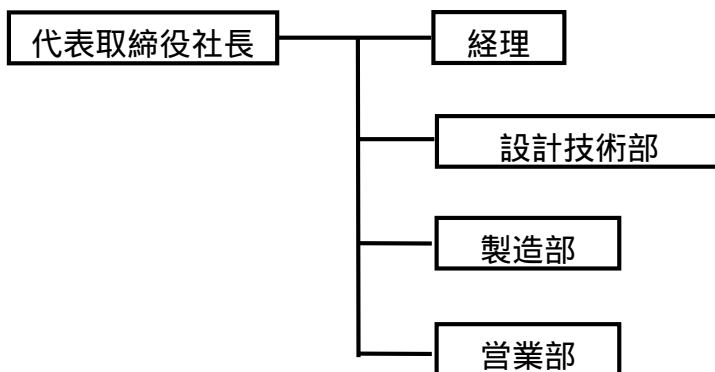 代表取締役社長
経理
設計技術部
製造部
営業部